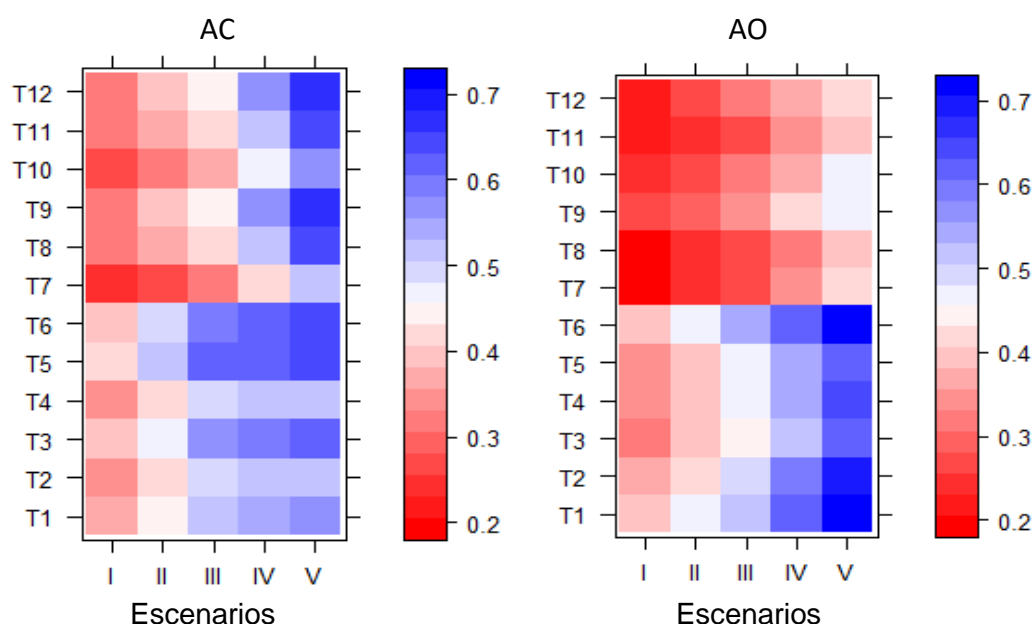 AC
T12
T11
T10
T9
T8
T7
T6
T5
T4
T3
T2
T1
I II III IV V
Escenarios
0.7
0.6
0.5
0.4
0.3
0.2
AO
T12
T11
T10
T9
T8
T7
T6
T5
T4
T3
T2
T1
I II III IV V
Escenarios
0.7
0.6
0.5
0.4
0.3
0.2